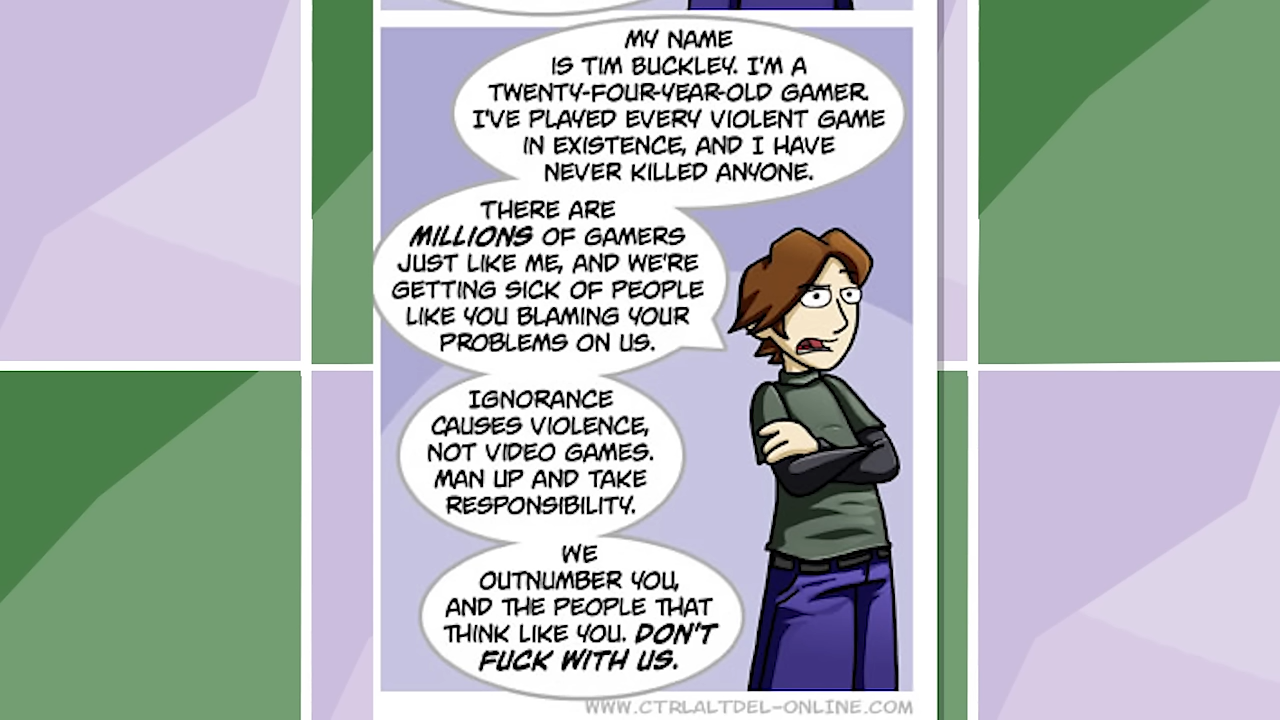 MY NAME
IS TIM BUCKLEY. I'M A
TWENTY-FOUR-YEAR-OLD GAMER.
I'VE PLAYED EVERY VIOLENT GAME
IN EXISTENCE, AND I HAVE
NEVER KILLED ANYONE.
THERE ARE
MILLIONS OF GAMERS
JUST LIKE ME, AND WE'RE
GETTING SICK OF PEOPLE
LIKE YOU BLAMING YOUR
PROBLEMS ON US.
IGNORANCE
CAUSES VIOLENCE,
NOT VIDEO GAMES.
MAN UP AND TAKE
RESPONSIBILITY.
WE
OUTNUMBER YOU,
AND THE PEOPLE THAT
THINK LIKE YOU. DON'T
FUCK WITH US.
WWW.CTRLALTDEL-ONLINE.COM